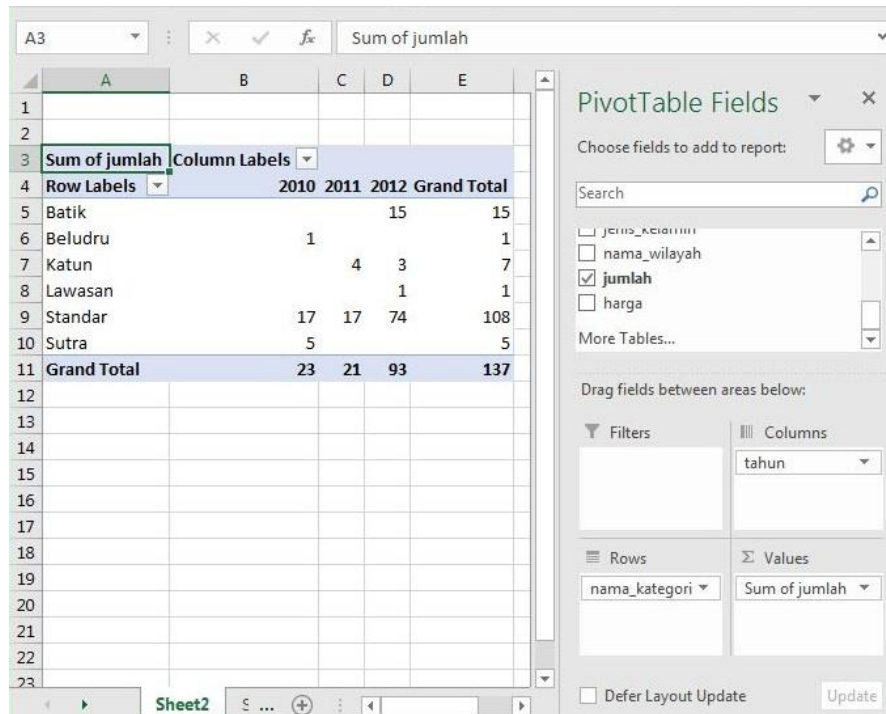 A3 fx Sum of jumlah
A B C D E
1
2
3 Sum of jumlah Column Labels
4 Row Labels 2010 2011 2012 Grand Total
5 Batik 15 15
6 Beludru 1 1
7 Katun 4 3 7
8 Lawasan 1 1
9 Standar 17 17 74 108
10 Sutra 5 5
11 Grand Total 23 21 93 137
12
13
14
15
16
17
18
19
20
21
22
23
Sheet2 S ...
PivotTable Fields
Choose fields to add to report:
Search
jenis_kelamin
nama_wilayah
jumlah
harga
More Tables...
Drag fields between areas below:
Filters Columns
tahun
Rows Σ Values
nama_kategori Sum of jumlah
Defer Layout Update Update